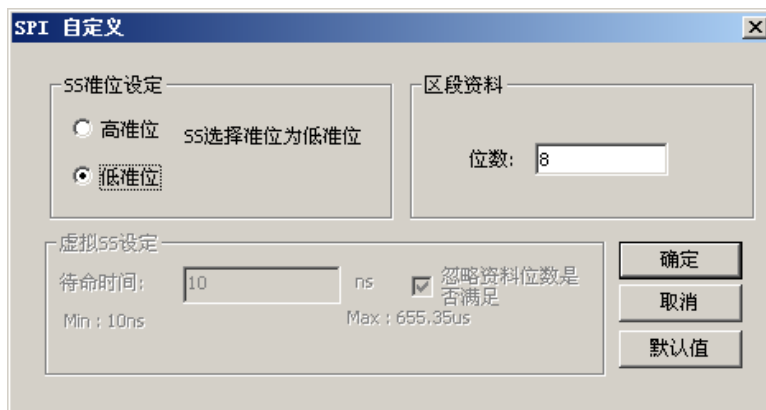 SPI 自定义
SS准位设定
高准位
SS选择准位为低准位
低准位
区段资料
位数:
8
虚拟SS设定
待命时间:
10
ns
忽略资料位数是
否满足
Min : 10ns
Max : 655.35us
确定
取消
默认值